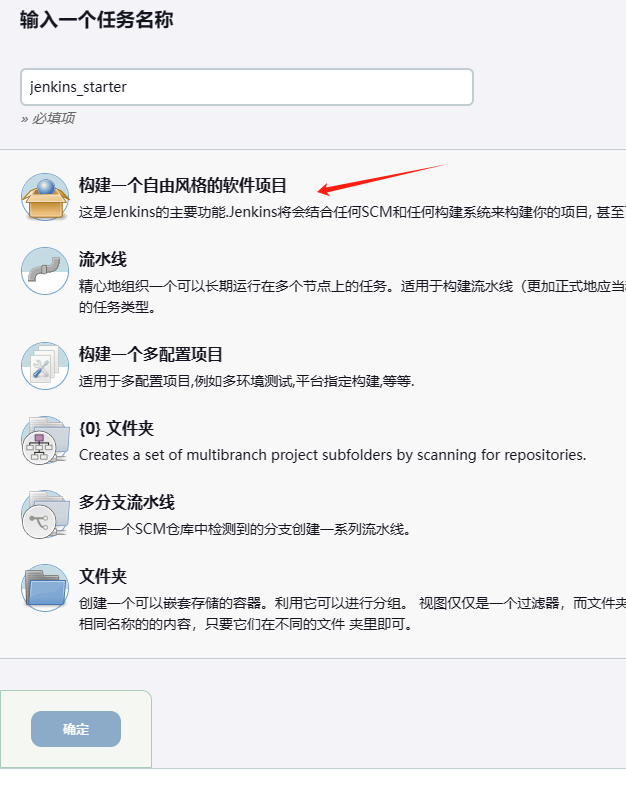 输入一个任务名称
jenkins_starter
» 必填项
构建一个自由风格的软件项目
这是Jenkins的主要功能.Jenkins将会结合任何SCM和任何构建系统来构建你的项目, 甚至
流水线
精心地组织一个可以长期运行在多个节点上的任务。适用于构建流水线（更加正式地应当
的任务类型。
构建一个多配置项目
适用于多配置项目,例如多环境测试,平台指定构建,等等.
{0} 文件夹
Creates a set of multibranch project subfolders by scanning for repositories.
多分支流水线
根据一个SCM仓库中检测到的分支创建一系列流水线。
文件夹
创建一个可以嵌套存储的容器。利用它可以进行分组。 视图仅仅是一个过滤器，而文件夹
相同名称的的内容，只要它们在不同的文件 夹里即可。
确定